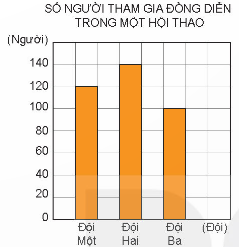 SỐ NGƯỜI THAM GIA ĐỒNG DIỄN
TRONG MỘT HỘI THAO
(Người)
140
120
100
80
60
40
20
0
Đội Một
Đội Hai
Đội Ba
(Đội)